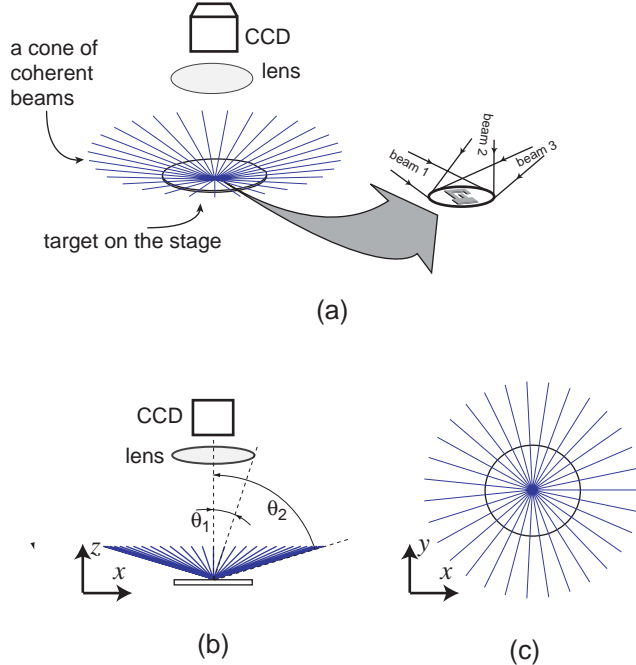 CCD
a cone of
coherent
beams
lens
beam 1
beam 2
beam 3
target on the stage
(a)
CCD
lens
θ1
θ2
z
x
y
x
(b)
(c)